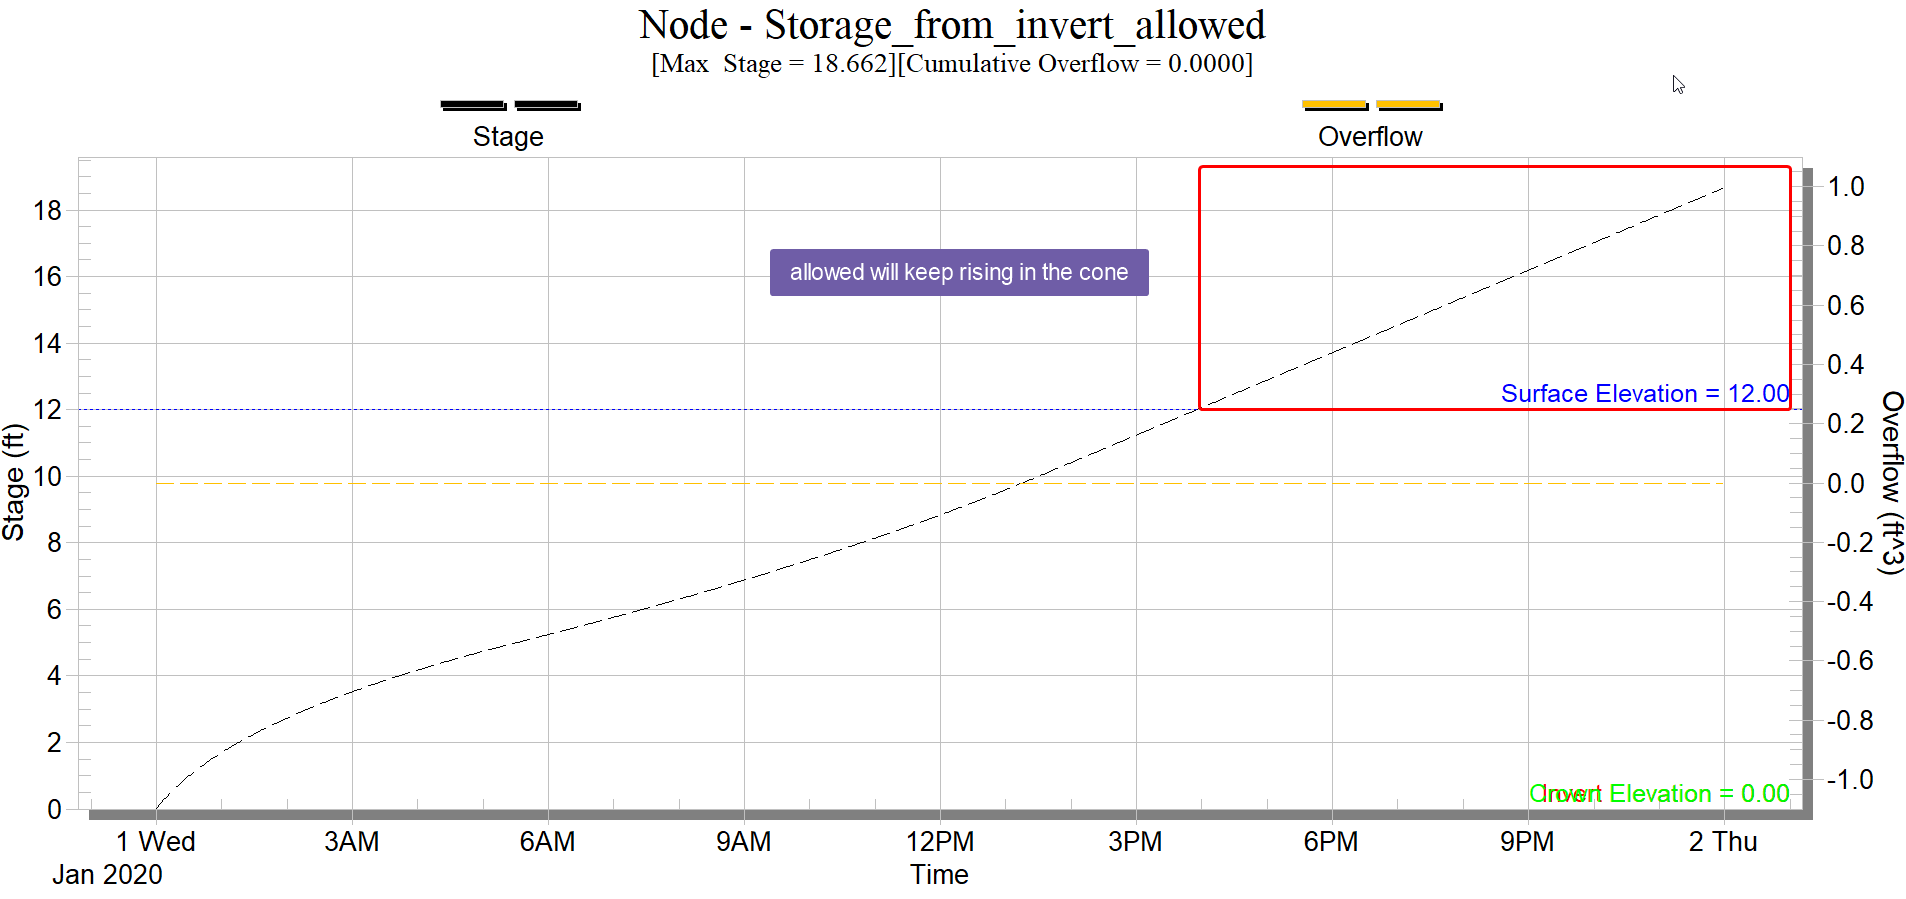 Node - Storage_from_invert_allowed
[Max  Stage = 18.662][Cumulative Overflow = 0.0000]
Stage
Overflow
allowed will keep rising in the cone
Surface Elevation = 12.00
Invert
Crown Elevation = 0.00
Stage (ft)
18
16
14
12
10
8
6
4
2
0
Overflow (ft^3)
1.0
0.8
0.6
0.4
0.2
0.0
-0.2
-0.4
-0.6
-0.8
-1.0
1 Wed
3AM
6AM
9AM
12PM
3PM
6PM
9PM
2 Thu
Jan 2020
Time